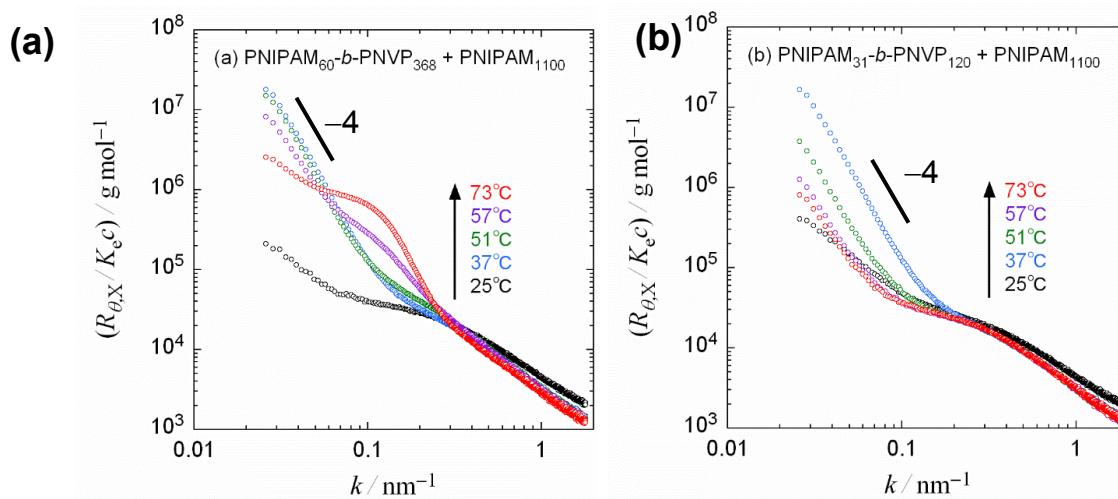 (a)
(a) PNIPAM₆₀-b-PNVP₃₆₈ + PNIPAM₁₁₀₀
−4
73°C
57°C
51°C
37°C
25°C
10⁸
10⁷
10⁶
10⁵
10⁴
10³
(R_θ,X / K_e c) / g mol⁻¹
0.01
0.1
1
k / nm⁻¹
(b)
(b) PNIPAM₃₁-b-PNVP₁₂₀ + PNIPAM₁₁₀₀
−4
73°C
57°C
51°C
37°C
25°C
10⁸
10⁷
10⁶
10⁵
10⁴
10³
(R_θ,X / K_e c) / g mol⁻¹
0.01
0.1
1
k / nm⁻¹